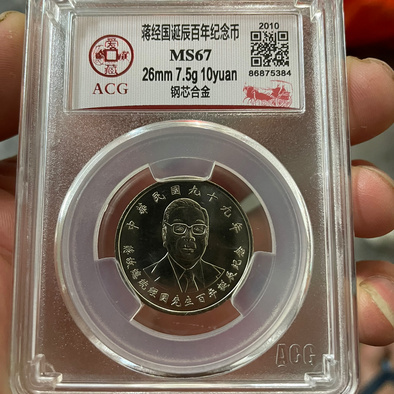 蒋经国诞辰百年纪念币
MS67
26mm 7.5g 10yuan
钢芯合金
2010
86875384
爱藏
ACG
中華民國九十九年
蔣故總統經國先生百年誕辰紀念
ACG